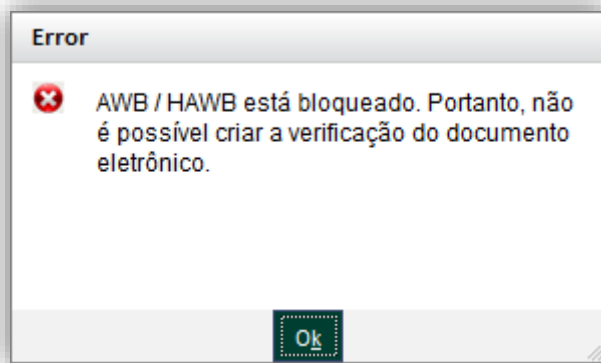 Error
AWB / HAWB está bloqueado. Portanto, não
é possível criar a verificação do documento
eletrônico.
Ok